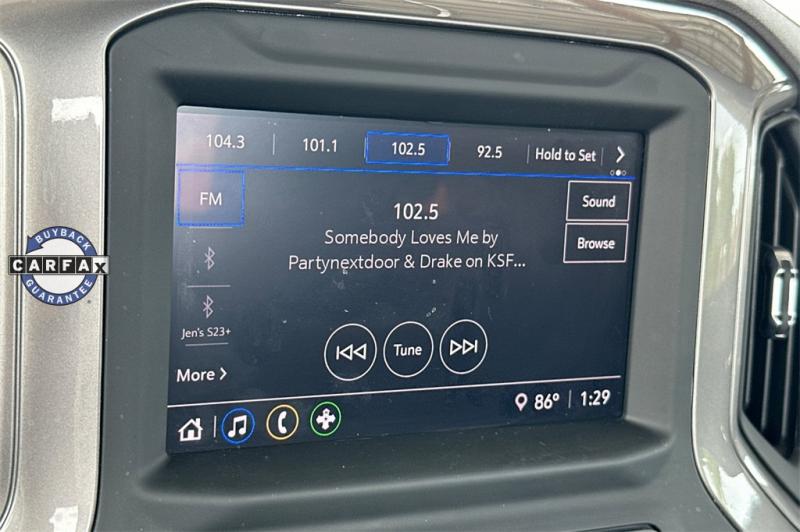 104.3
101.1
102.5
92.5
Hold to Set
FM
102.5
Somebody Loves Me by
Partynextdoor & Drake on KSF...
Sound
Browse
Jen's S23+
Tune
More
86°
1:29
BUYBACK
CARFAX
GUARANTEE